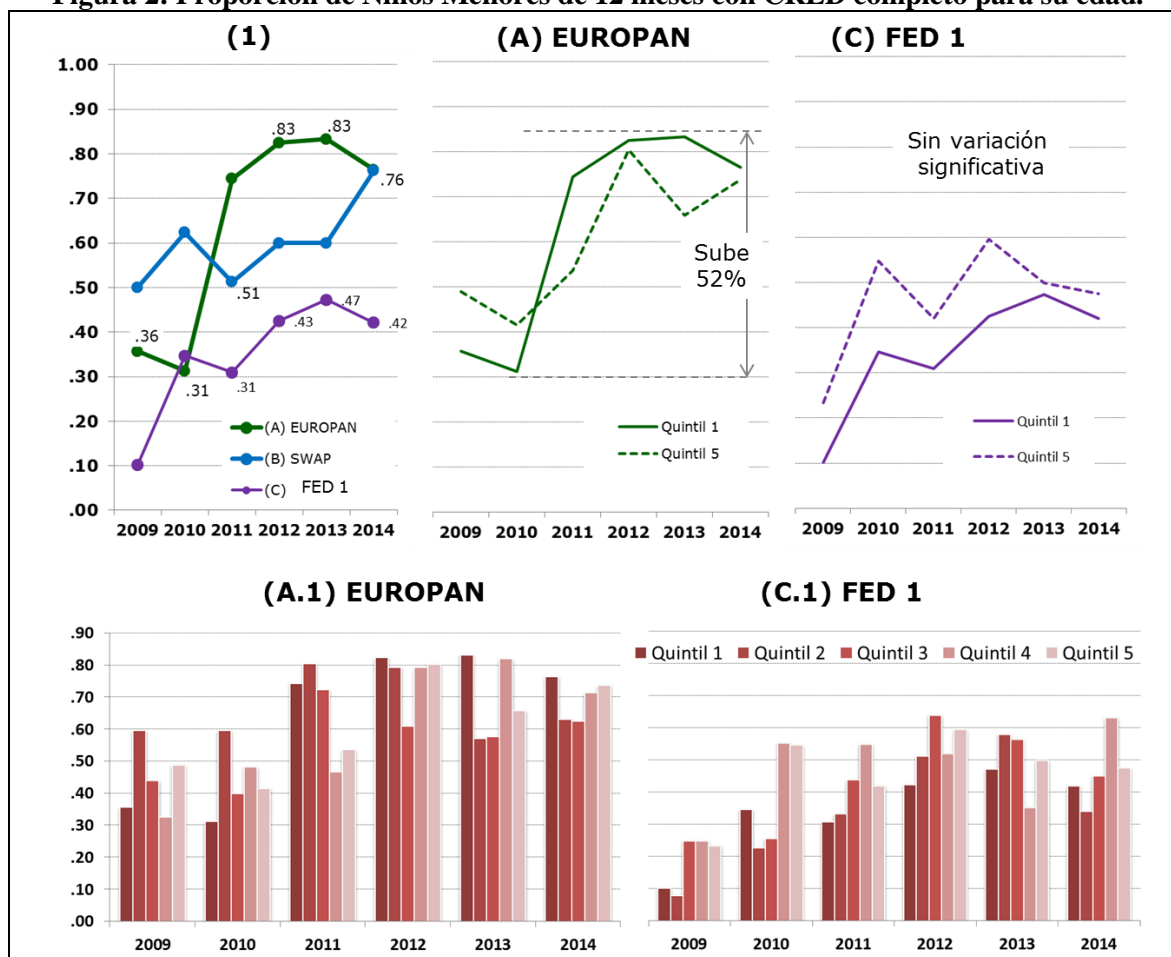 Figura 2. Proporción de Niños Menores de 12 meses con CRED completo para su edad.
(1)
1.00
.90
.80
.70
.60
.50
.40
.30
.20
.10
.00
.36
.31
.83
.83
.76
.51
.31
.43
.47
.42
(A) EUROPAN
(B) SWAP
(C) FED 1
2009 2010 2011 2012 2013 2014
(A) EUROPAN
Sube
52%
Quintil 1
Quintil 5
2009 2010 2011 2012 2013 2014
(C) FED 1
Sin variación
significativa
Quintil 1
Quintil 5
2009 2010 2011 2012 2013 2014
(A.1) EUROPAN
.90
.80
.70
.60
.50
.40
.30
.20
.10
.00
2009 2010 2011 2012 2013 2014
(C.1) FED 1
Quintil 1 Quintil 2 Quintil 3 Quintil 4 Quintil 5
2009 2010 2011 2012 2013 2014